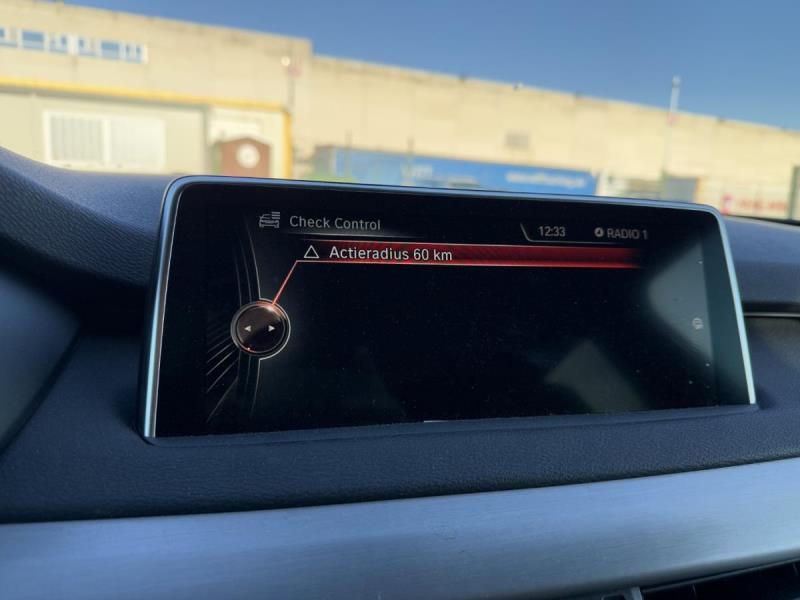 Check Control
12:33
RADIO 1
Actieradius 60 km